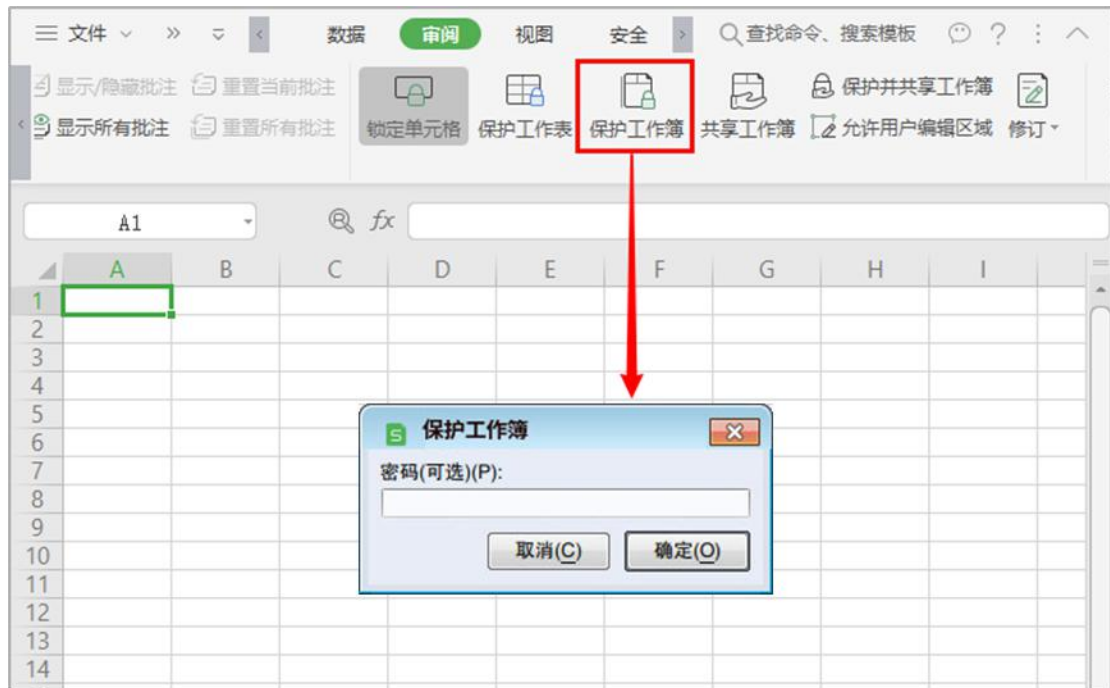 文件 数据 审阅 视图 安全 查找命令、搜索模板
显示/隐藏批注 重置当前批注 保护并共享工作簿
显示所有批注 重置所有批注 锁定单元格 保护工作表 保护工作簿 共享工作簿 允许用户编辑区域 修订
A1 fx
A B C D E F G H I
1
2
3
4
5
保护工作簿
6
密码(可选)(P):
7
8
9
取消(C) 确定(O)
10
11
12
13
14